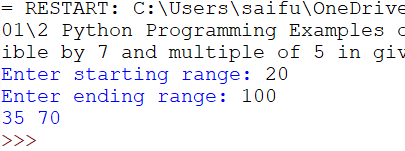 = RESTART: C:\Users\saifu\OneDrive
01\2 Python Programming Examples
ible by 7 and multiple of 5 in
Enter starting range: 20
Enter ending range: 100
35 70
>>>